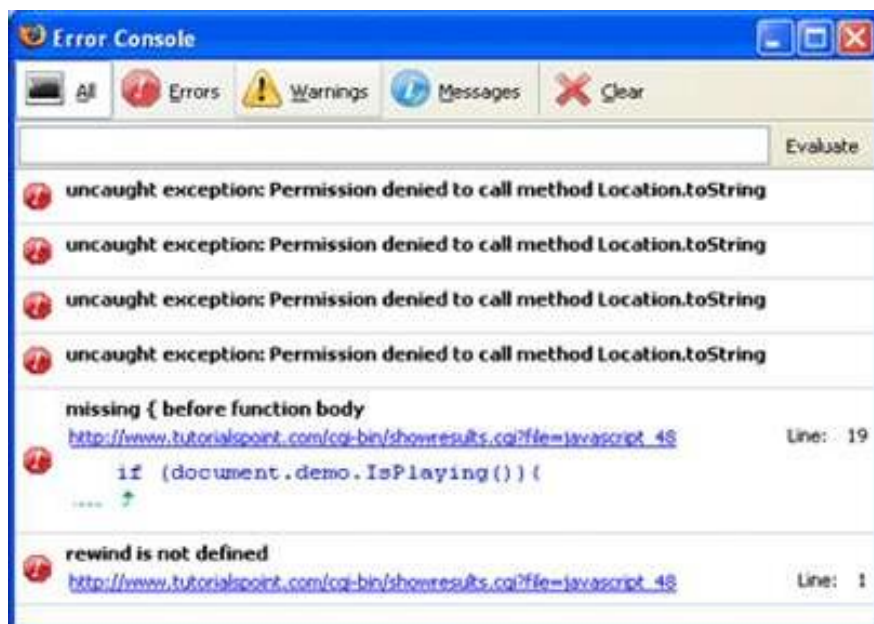 Error Console
All Errors Warnings Messages Clear
Evaluate
uncaught exception: Permission denied to call method Location.toString
uncaught exception: Permission denied to call method Location.toString
uncaught exception: Permission denied to call method Location.toString
uncaught exception: Permission denied to call method Location.toString
missing { before function body
http://www.tutorialspoint.com/cgi-bin/showresults.cgi?file=javascript_48 Line: 19
if (document.demo.IsPlaying()){
....
rewind is not defined
http://www.tutorialspoint.com/cgi-bin/showresults.cgi?file=javascript_48 Line: 1